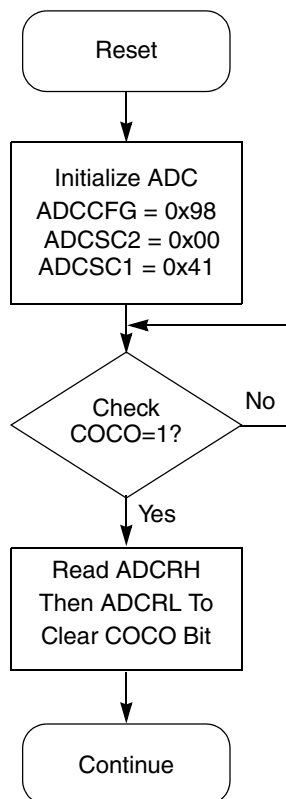 Reset
Initialize ADC
ADCCFG = 0x98
ADCSC2 = 0x00
ADCSC1 = 0x41
Check
COCO=1?
No
Yes
Read ADCRH
Then ADCRL To
Clear COCO Bit
Continue